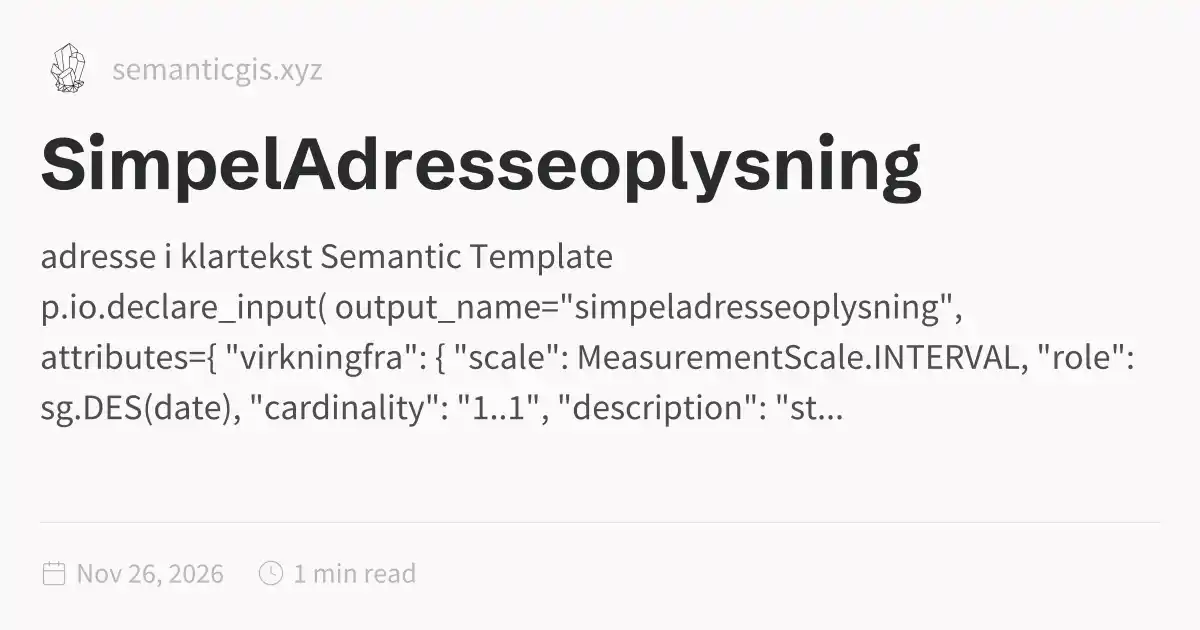 semanticgis.xyz
SimpelAdresseoplysning
adresse i klartekst Semantic Template
p.io.declare_input( output_name="simpeladresseoplysning",
attributes={ "virkningfra": { "scale": MeasurementScale.INTERVAL, "role":
sg.DES(date), "cardinality": "1..1", "description": "st...
Nov 26, 2026 1 min read